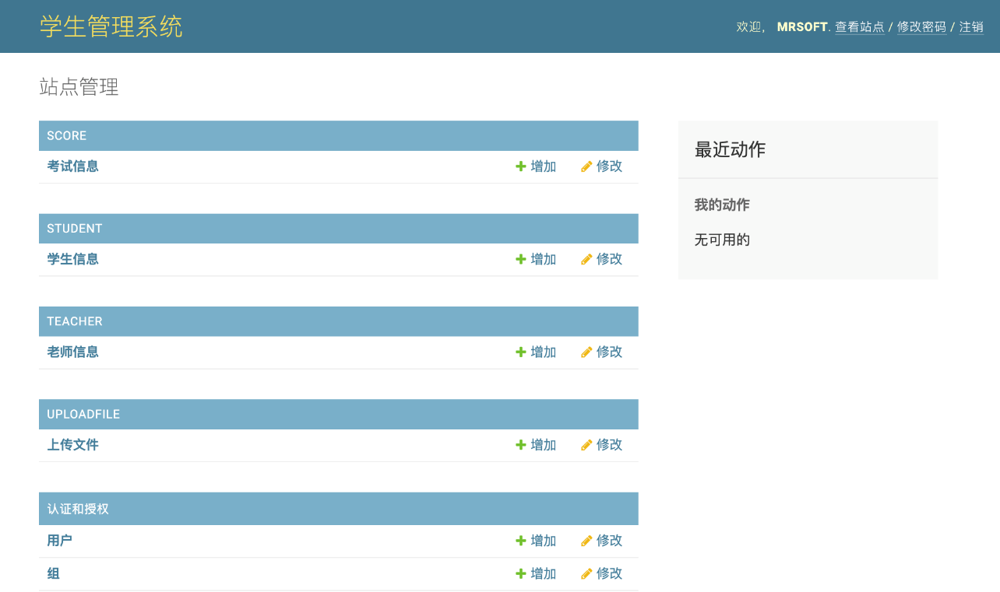 学生管理系统
欢迎， MRSOFT. 查看站点 / 修改密码 / 注销
站点管理
SCORE
考试信息 增加 修改
STUDENT
学生信息 增加 修改
TEACHER
老师信息 增加 修改
UPLOADFILE
上传文件 增加 修改
认证和授权
用户 增加 修改
组 增加 修改
最近动作
我的动作
无可用的